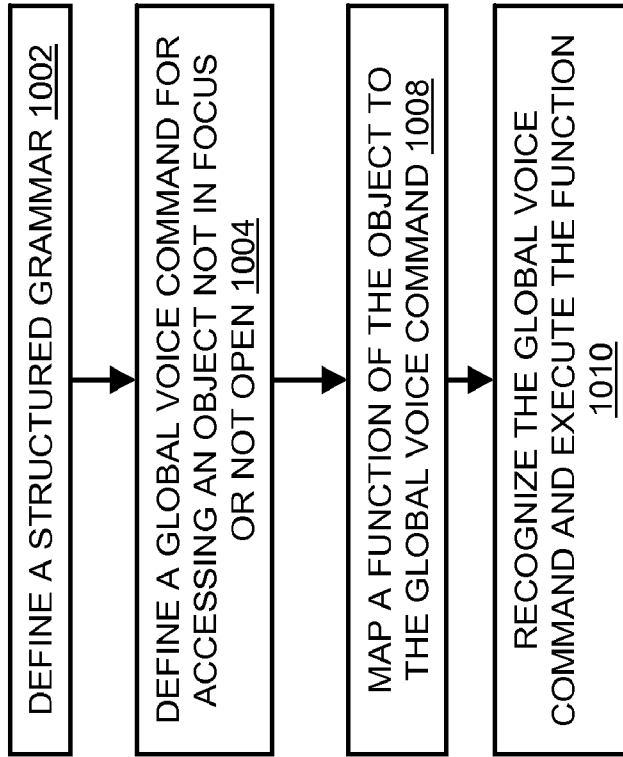 DEFINE A STRUCTURED GRAMMAR 1002
DEFINE A GLOBAL VOICE COMMAND FOR
ACCESSING AN OBJECT NOT IN FOCUS
OR NOT OPEN 1004
MAP A FUNCTION OF THE OBJECT TO
THE GLOBAL VOICE COMMAND 1008
RECOGNIZE THE GLOBAL VOICE
COMMAND AND EXECUTE THE FUNCTION
1010